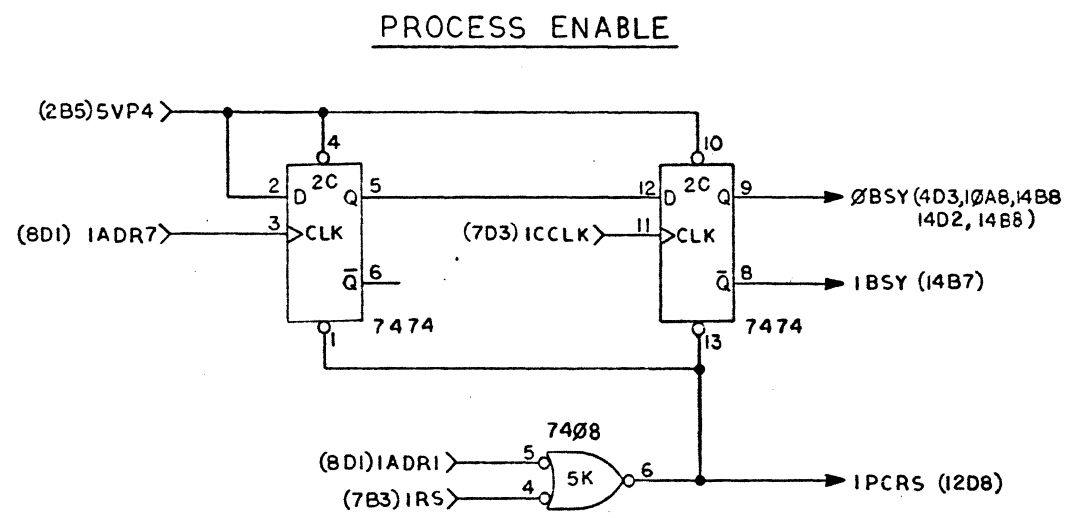 PROCESS ENABLE
(2B5) 5VP4
4
10
2 D 2C Q 5
12 D 2C Q 9
ØBSY (4D3,1ØA8,14B8
14D2, 14B8)
(8D1) 1ADR7
3 CLK
(7D3) 1CCLK
11 CLK
Q̅ 6
Q̅ 8
1BSY (14B7)
1
7474
13
7474
74Ø8
(8D1) 1ADR1
5
5K
6
1PCRS (12D8)
(7B3) 1RS
4